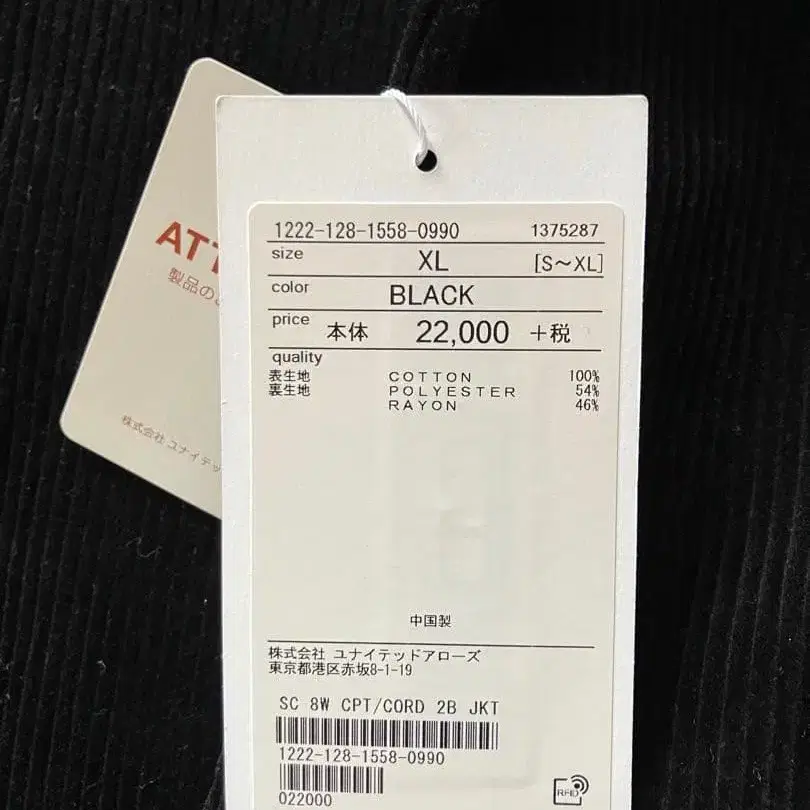 ATT
製品の
株式会社 ユナイテッ
1222-128-1558-0990 1375287
size XL [S〜XL]
color BLACK
price 本体 22,000 +税
quality
表生地 COTTON 100%
裏生地 POLYESTER 54%
RAYON 46%
中国製
株式会社 ユナイテッドアローズ
東京都港区赤坂8-1-19
SC 8W CPT/CORD 2B JKT
1222-128-1558-0990
022000
RFID